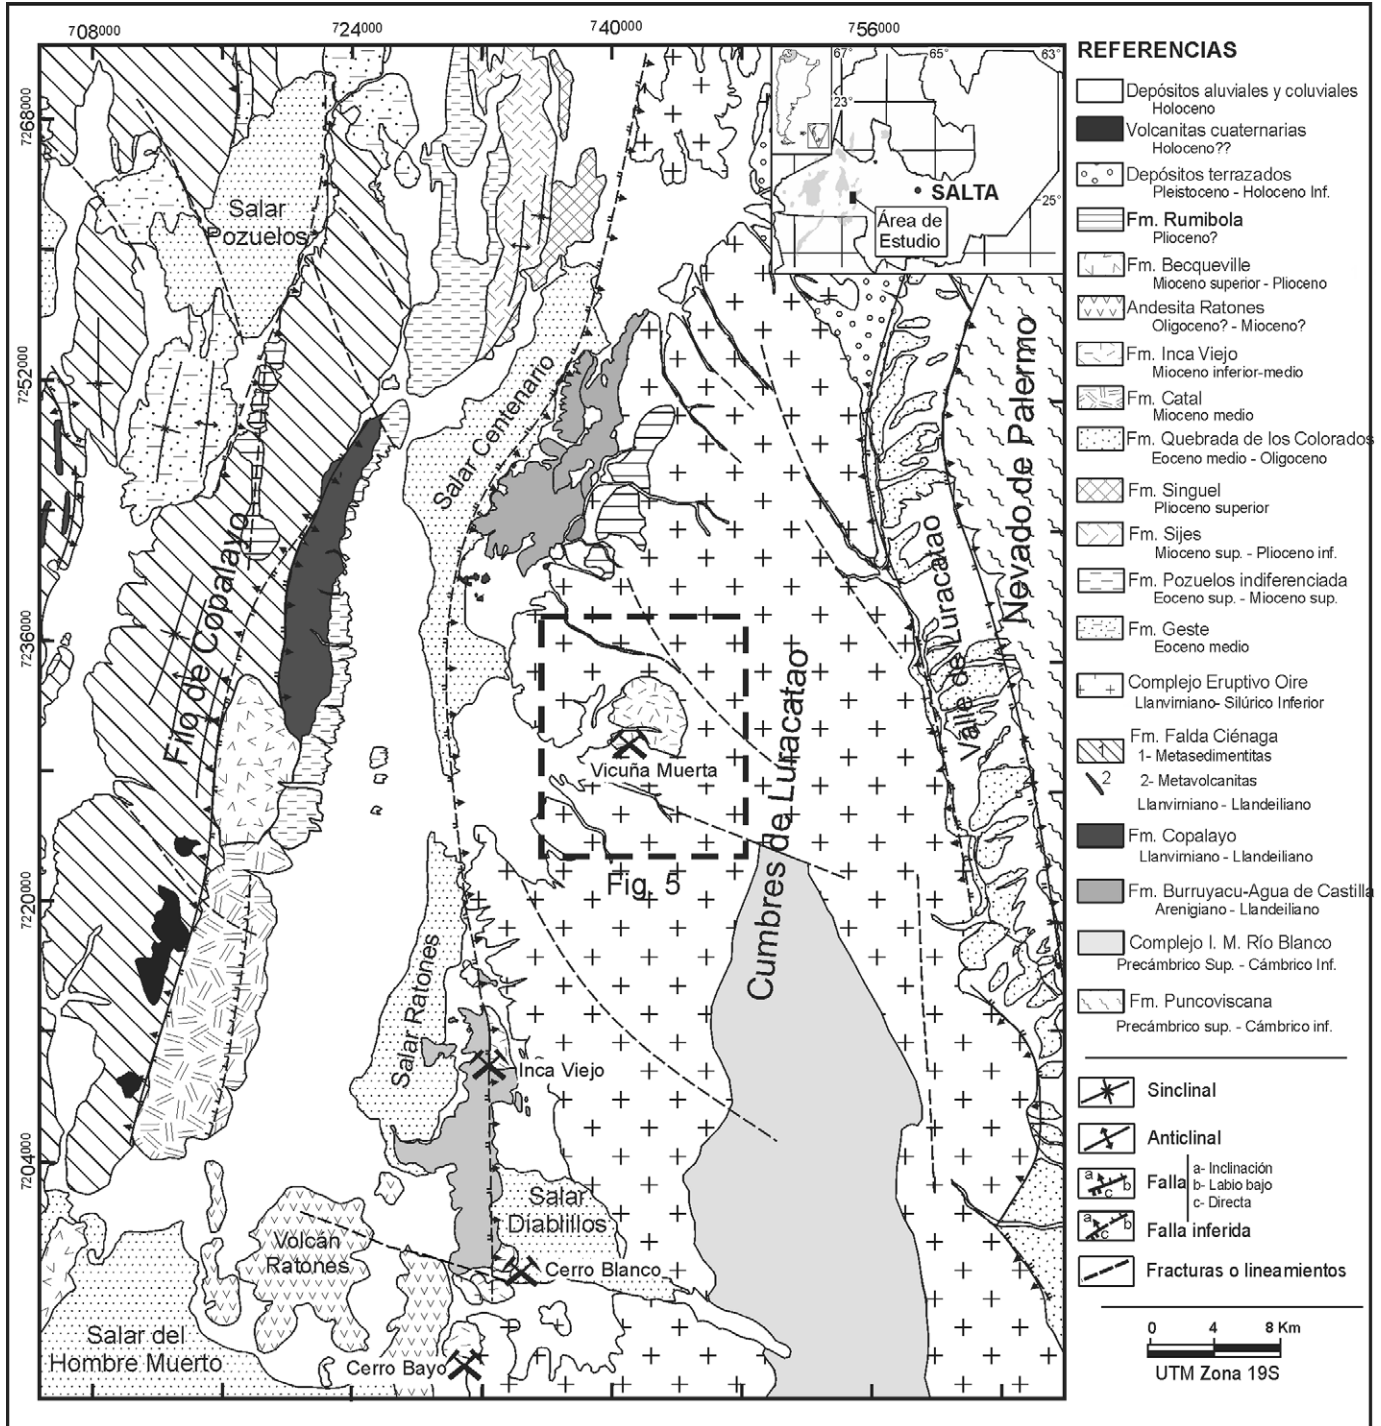 708000
724000
740000
756000
7268000
7252000
7236000
7220000
7204000
67°
65°
63°
23°
25°
SALTA
Área de
Estudio
Salar
Pozuelos
Salar Centenario
Filo de Copalayo
Nevado de Palermo
Valle de Luracatao
Cumbres de Luracatao
Vicuña Muerta
Fig. 5
Salar Ratones
Inca Viejo
Salar
Diablillos
Volcán
Ratones
Cerro Blanco
Salar del
Hombre Muerto
Cerro Bayo
REFERENCIAS
Depósitos aluviales y coluviales
Holoceno
Volcanitas cuaternarias
Holoceno??
Depósitos terrazados
Pleistoceno - Holoceno Inf.
Fm. Rumibola
Plioceno?
Fm. Becqueville
Mioceno superior - Plioceno
Andesita Ratones
Oligoceno? - Mioceno?
Fm. Inca Viejo
Mioceno inferior-medio
Fm. Catal
Mioceno medio
Fm. Quebrada de los Colorados
Eoceno medio - Oligoceno
Fm. Singuel
Plioceno superior
Fm. Sijes
Mioceno sup. - Plioceno inf.
Fm. Pozuelos indiferenciada
Eoceno sup. - Mioceno sup.
Fm. Geste
Eoceno medio
Complejo Eruptivo Oire
Llanvirniano- Silúrico Inferior
Fm. Falda Ciénaga
1 1- Metasedimentitas
2 2- Metavolcanitas
Llanvirniano - Llandeiliano
Fm. Copalayo
Llanvirniano - Llandeiliano
Fm. Burruyacu-Agua de Castilla
Arenigiano - Llandeiliano
Complejo I. M. Río Blanco
Precámbrico Sup. - Cámbrico Inf.
Fm. Puncoviscana
Precámbrico sup. - Cámbrico inf.
Sinclinal
Anticlinal
a b c Falla a- Inclinación
b- Labio bajo
c- Directa
a b c Falla inferida
Fracturas o lineamientos
0 4 8 Km
UTM Zona 19S